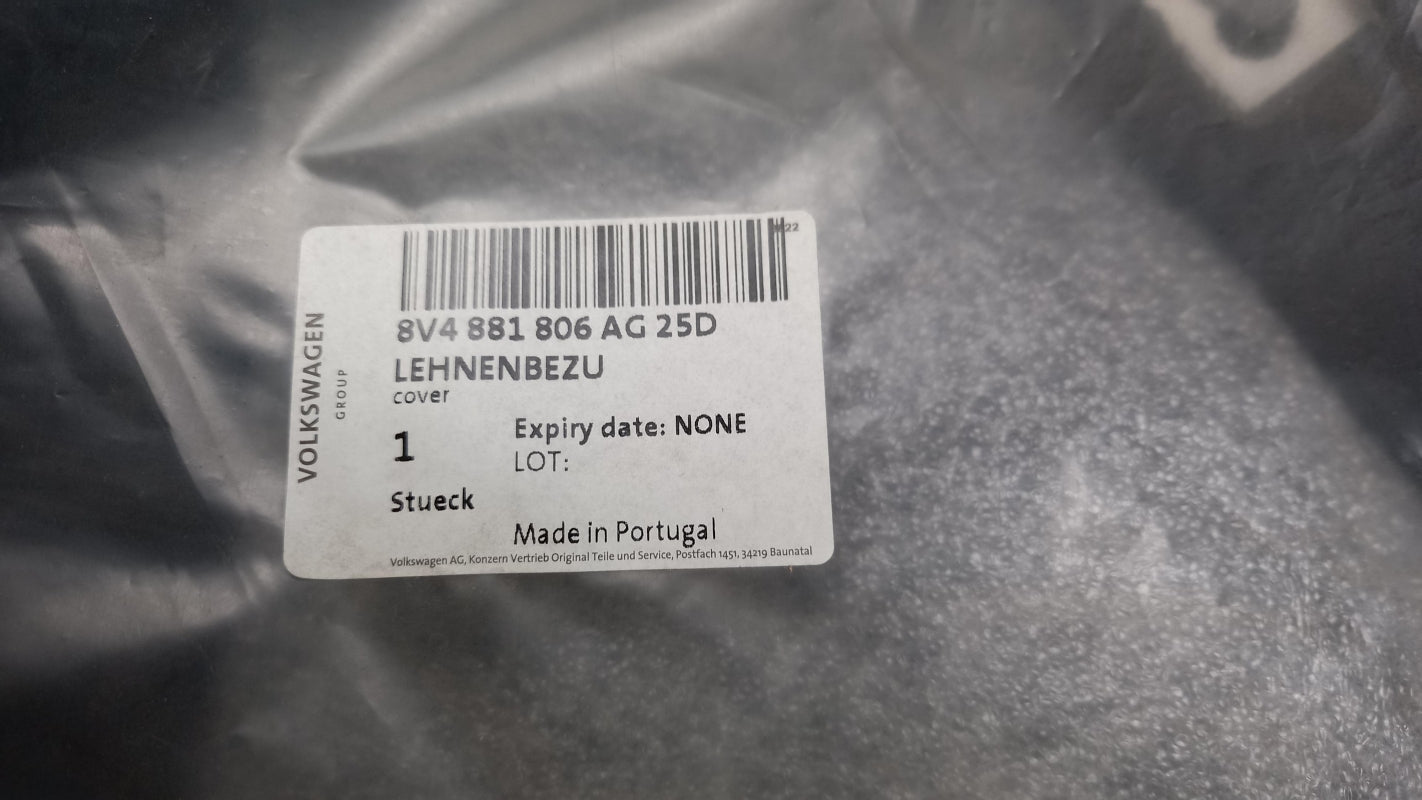 8V4 881 806 AG 25D
LEHNENBEZU
cover
1
Expiry date: NONE
LOT:
Stueck
Made in Portugal
Volkswagen AG, Konzern Vertrieb Original Teile und Service, Postfach 1451, 34219 Baunatal
VOLKSWAGEN
GROUP